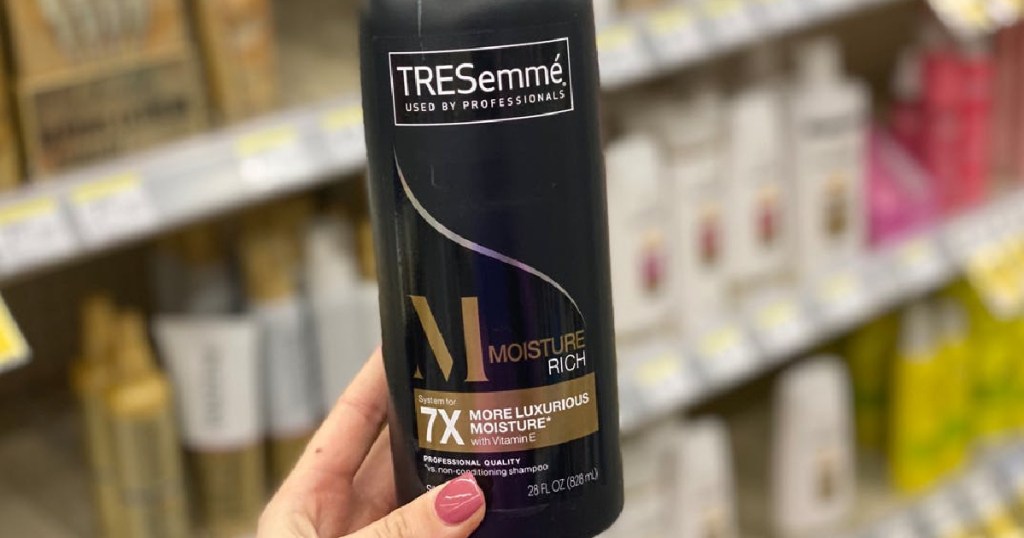 TRESemmé
USED BY PROFESSIONALS
M MOISTURE
RICH
System for
7X MORE LUXURIOUS
MOISTURE*
with Vitamin E
PROFESSIONAL QUALITY
*vs. non-conditioning shampoo
28 FL OZ (828 mL)